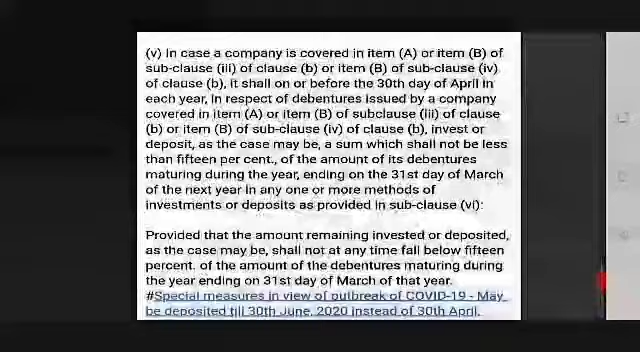 (v) In case a company is covered in item (A) or item (B) of
sub-clause (iii) of clause (b) or item (B) of sub-clause (iv)
of clause (b), it shall on or before the 30th day of April in
each year, in respect of debentures issued by a company
covered in item (A) or item (B) of subclause (iii) of clause
(b) or item (B) of sub-clause (iv) of clause (b), invest or
deposit, as the case may be, a sum which shall not be less
than fifteen per cent., of the amount of its debentures
maturing during the year, ending on the 31st day of March
of the next year in any one or more methods of
investments or deposits as provided in sub-clause (vi):
Provided that the amount remaining invested or deposited,
as the case may be, shall not at any time fall below fifteen
percent. of the amount of the debentures maturing during
the year ending on 31st day of March of that year.
#Special measures in view of outbreak of COVID-19 - May
be deposited till 30th June, 2020 instead of 30th April.